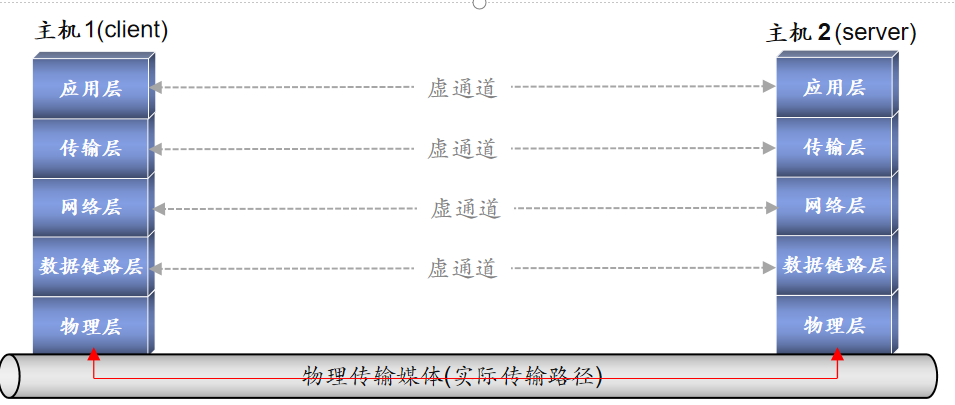 主机1(client)
主机2(server)
应用层
虚通道
应用层
传输层
虚通道
传输层
网络层
虚通道
网络层
数据链路层
虚通道
数据链路层
物理层
物理层
物理传输媒体(实际传输路径)